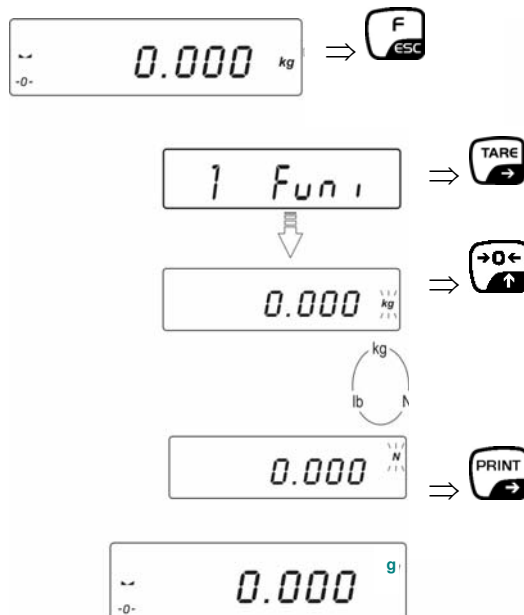 F
ESC
0.000 kg
-0-
1 Funi
TARE
→0←
0.000 kg
kg
lb N
0.000 N
PRINT
g
0.000
-0-